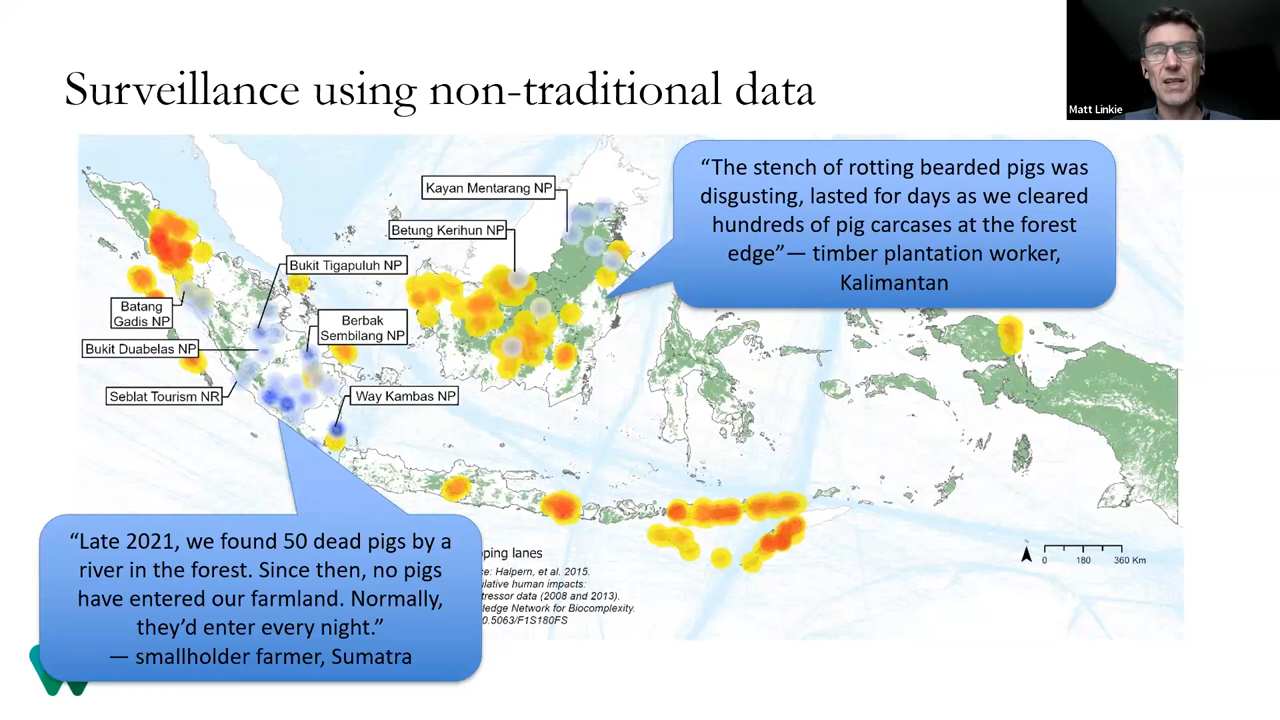 Matt Linkie
Surveillance using non-traditional data
“The stench of rotting bearded pigs was
disgusting, lasted for days as we cleared
hundreds of pig carcases at the forest
edge”— timber plantation worker,
Kalimantan
Kayan Mentarang NP
Betung Kerihun NP
Bukit Tigapuluh NP
Batang
Gadis NP
Berbak
Sembilang NP
Bukit Duabelas NP
Seblat Tourism NR
Way Kambas NP
“Late 2021, we found 50 dead pigs by a
river in the forest. Since then, no pigs
have entered our farmland. Normally,
they’d enter every night.”
— smallholder farmer, Sumatra
pping lanes
e: Halpern, et al. 2015.
ulative human impacts:
tressor data (2008 and 2013).
ledge Network for Biocomplexity.
0.5063/F1S180FS
N
0 180 360 Km